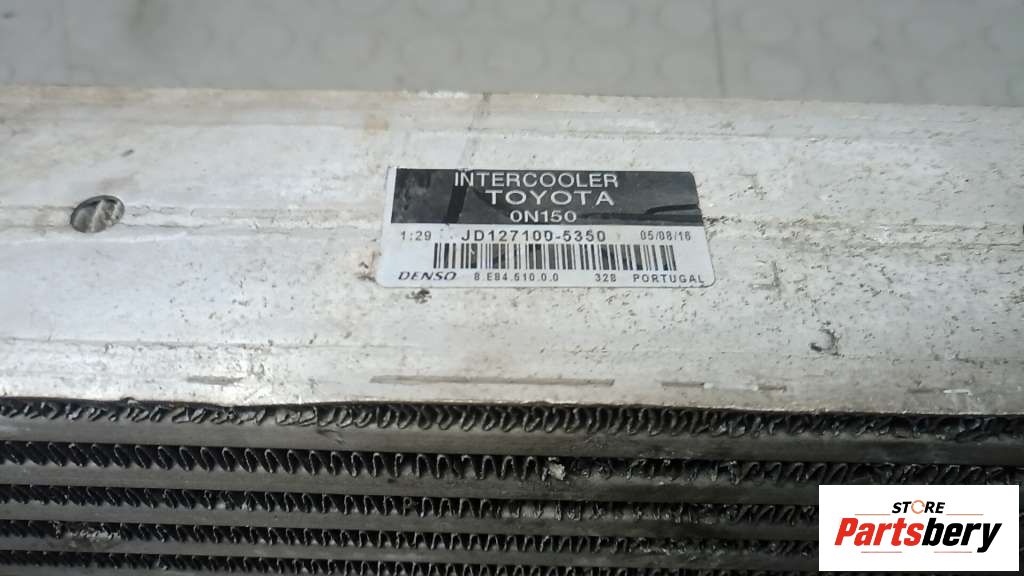 INTERCOOLER
TOYOTA
0N150
1:29 JD127100-5350 05/08/16
DENSO 8.E84.610.0.0 328 PORTUGAL
STORE
Partsbery